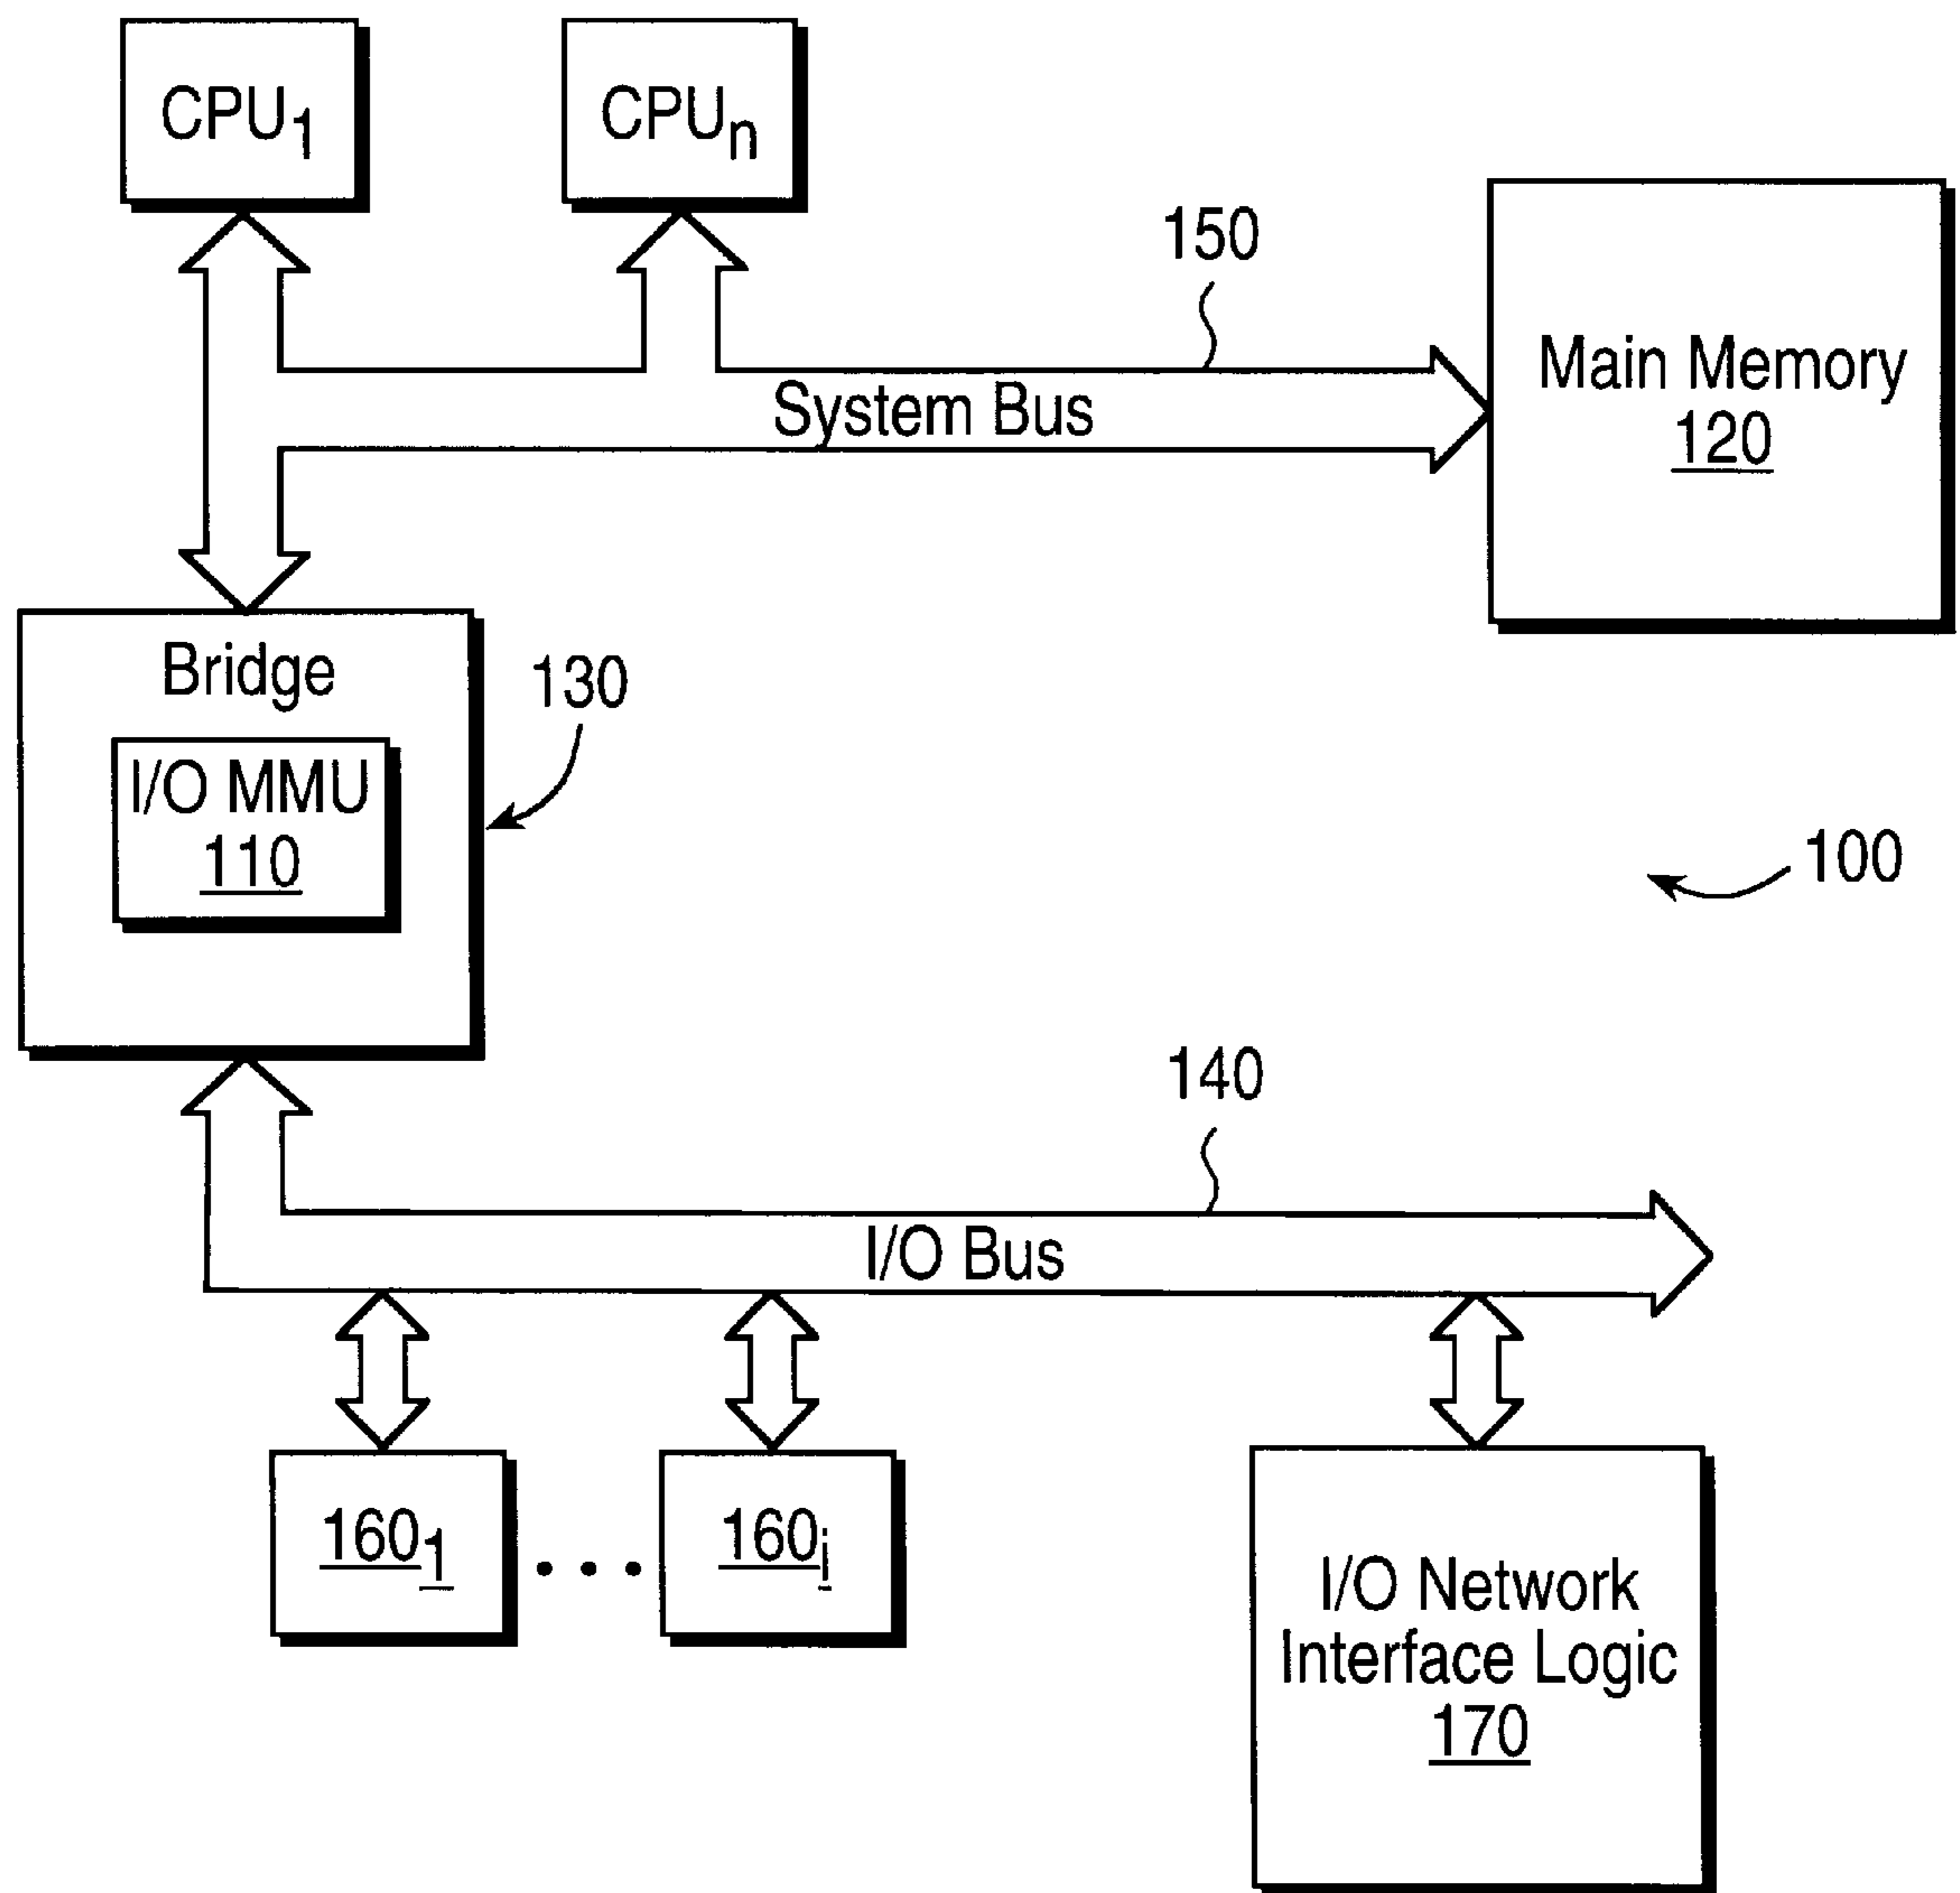 CPU1
CPUn
150
Main Memory
120
System Bus
Bridge
130
I/O MMU
110
100
140
I/O Bus
1601
160i
I/O Network
Interface Logic
170